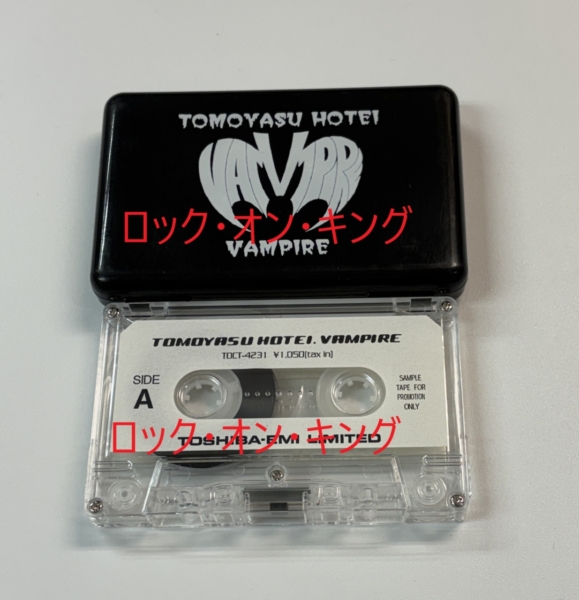 TOMOYASU HOTEI
VAMPIRE
ロック・オン・キング
VAMPIRE
TOMOYASU HOTEI. VAMPIRE
TOCT-4231 ¥1,050(tax in)
SIDE
A
SAMPLE
TAPE FOR
PROMOTION
ONLY
ロック・オン・キング
TOSHIBA-EMI LIMITED